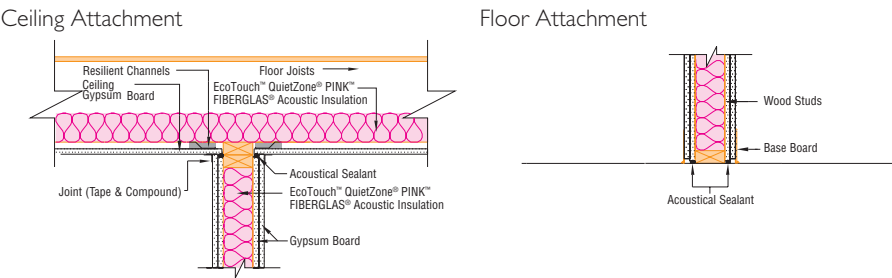 Ceiling Attachment
Floor Attachment
Resilient Channels
Floor Joists
Ceiling
Gypsum Board
EcoTouch™ QuietZone® PINK™
FIBERGLAS® Acoustic Insulation
Wood Studs
Base Board
Acoustical Sealant
Joint (Tape & Compound)
EcoTouch™ QuietZone® PINK™
FIBERGLAS® Acoustic Insulation
Acoustical Sealant
Gypsum Board